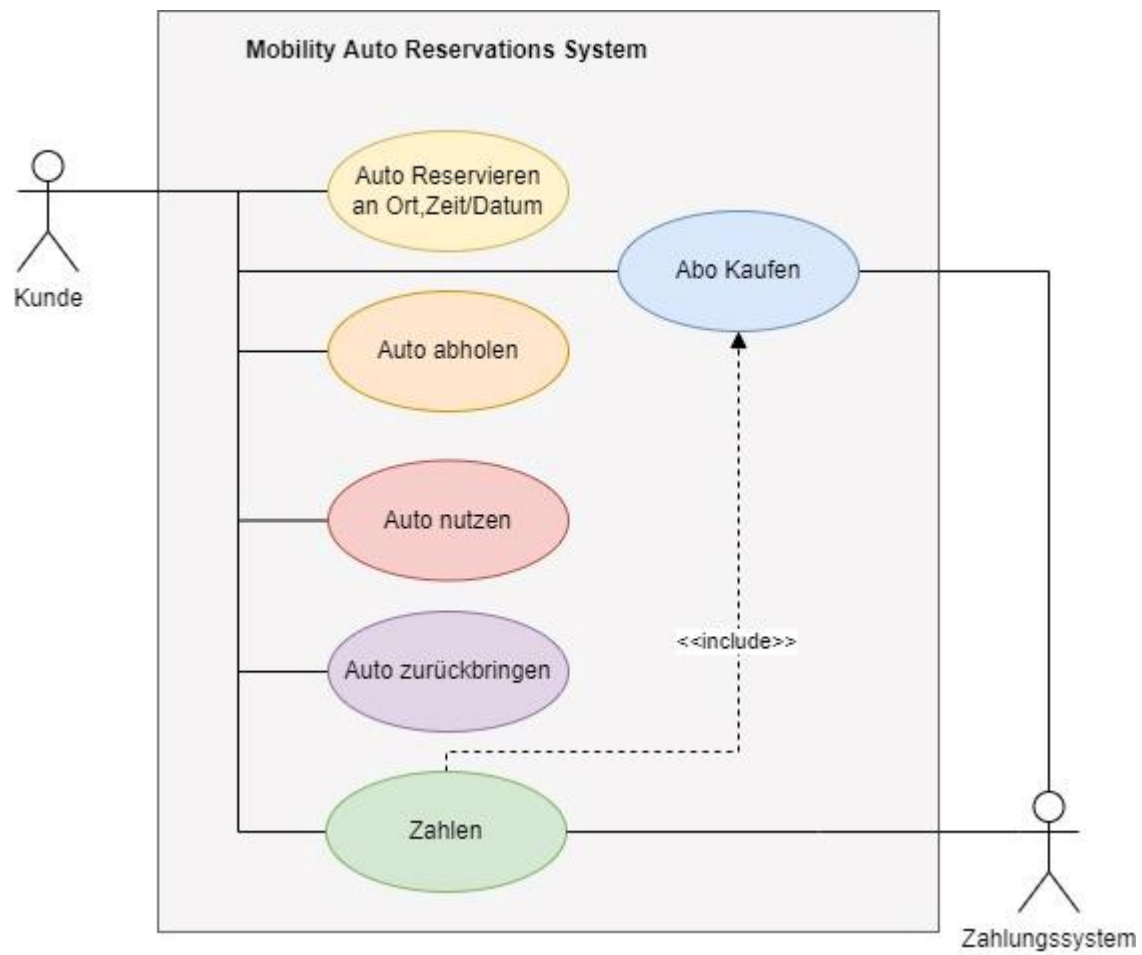 Mobility Auto Reservations System
Auto Reservieren
an Ort,Zeit/Datum
Abo Kaufen
Kunde
Auto abholen
Auto nutzen
<<include>>
Auto zurückbringen
Zahlen
Zahlungssystem